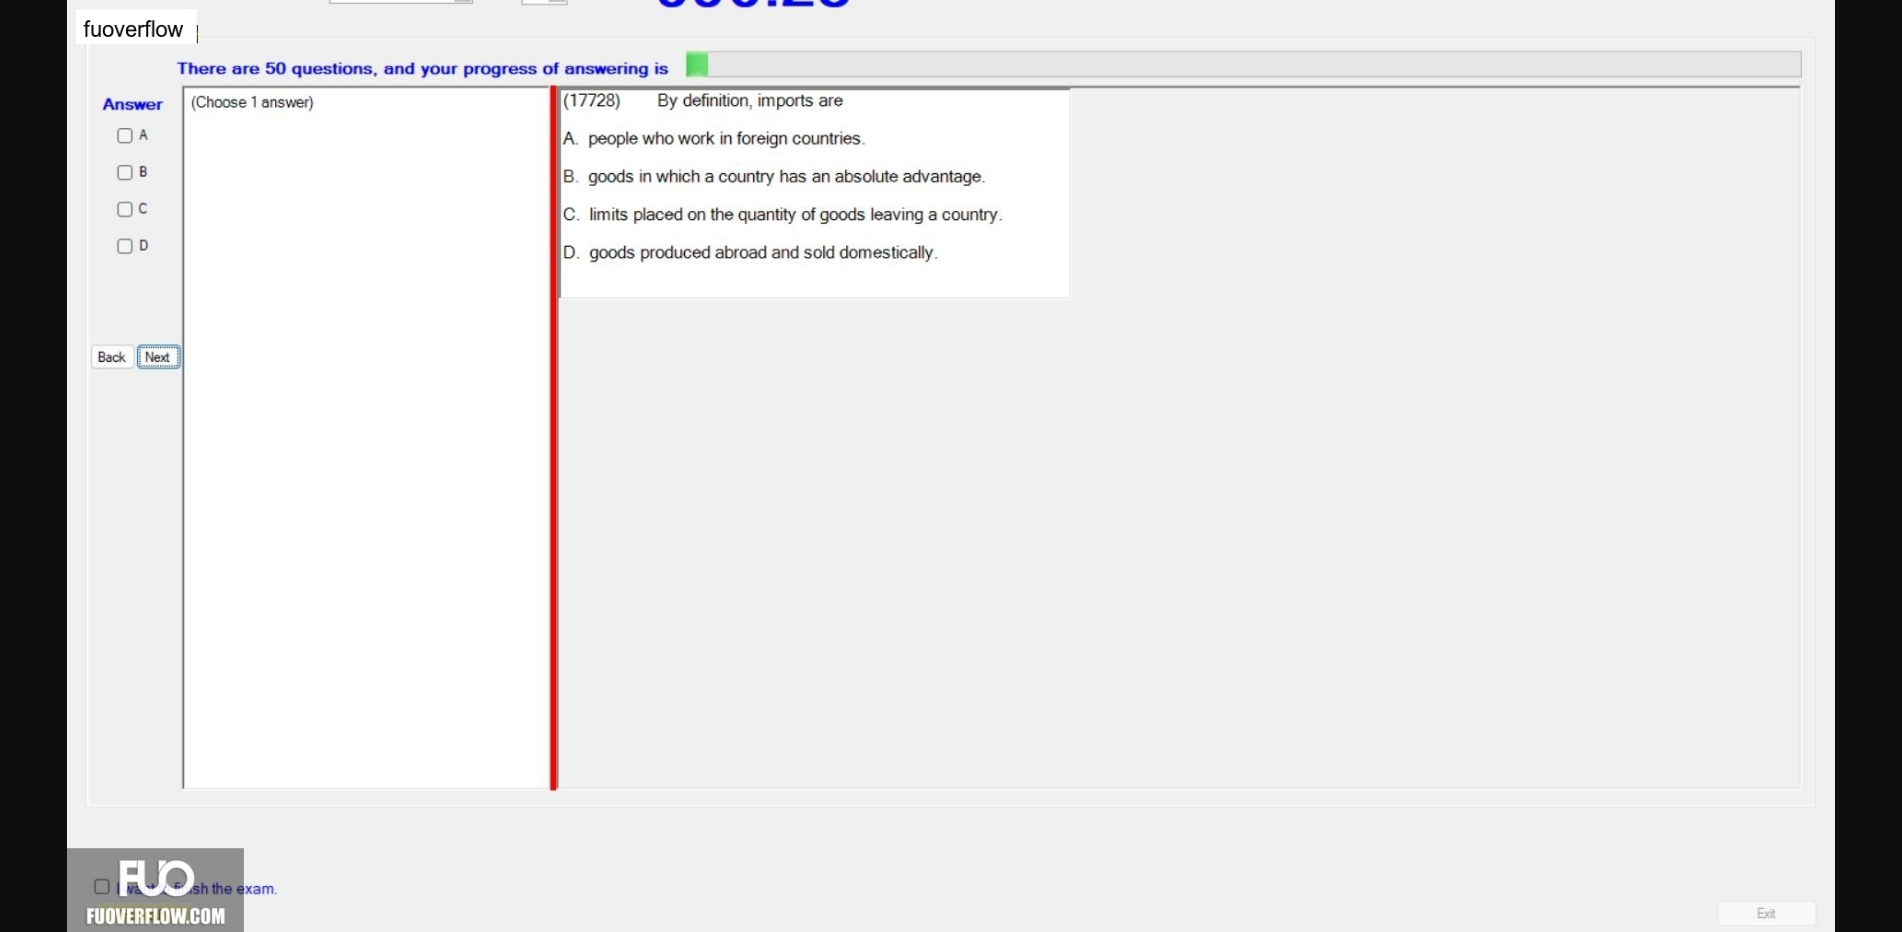 fuoverflow
There are 50 questions, and your progress of answering is
Answer
(Choose 1 answer)
A
B
C
D
Back Next
(17728) By definition, imports are
A. people who work in foreign countries.
B. goods in which a country has an absolute advantage.
C. limits placed on the quantity of goods leaving a country.
D. goods produced abroad and sold domestically.
FUO
the exam.
FUOVERFLOW.COM
Exit